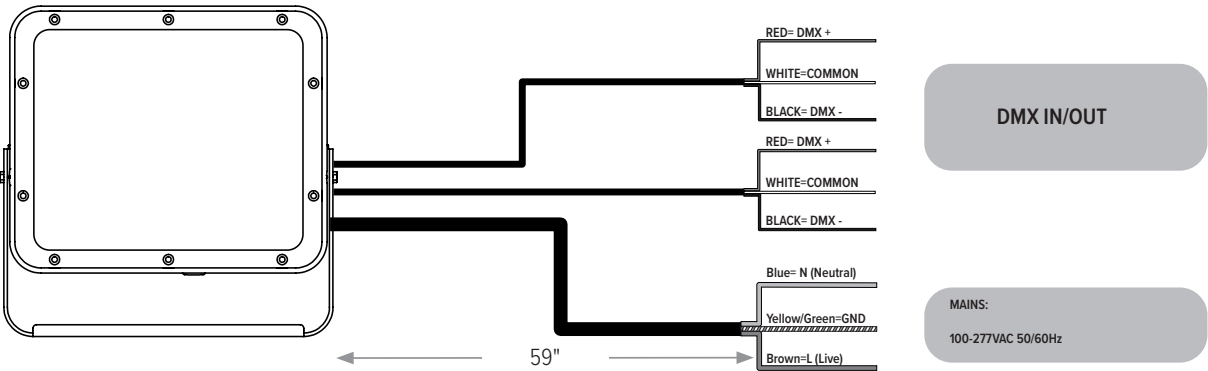 RED= DMX +
WHITE=COMMON
BLACK= DMX -
RED= DMX +
WHITE=COMMON
BLACK= DMX -
DMX IN/OUT
Blue= N (Neutral)
Yellow/Green=GND
Brown=L (Live)
59"
MAINS:
100-277VAC 50/60Hz